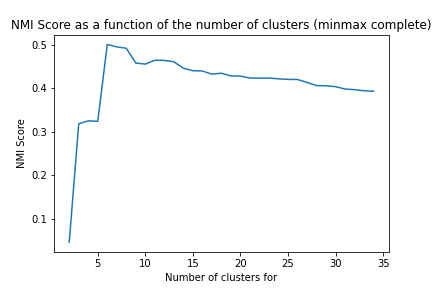 NMI Score as a function of the number of clusters (minmax complete)
0.5
0.4
0.3
0.2
0.1
NMI Score
5 10 15 20 25 30 35
Number of clusters for